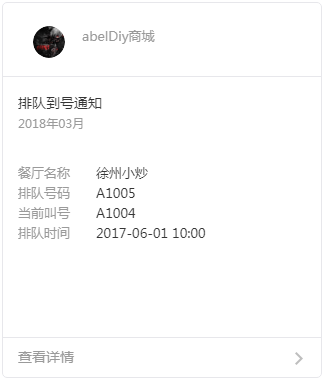 abelDiy商城
排队到号通知
2018年03月
餐厅名称 徐州小炒
排队号码 A1005
当前叫号 A1004
排队时间 2017-06-01 10:00
查看详情